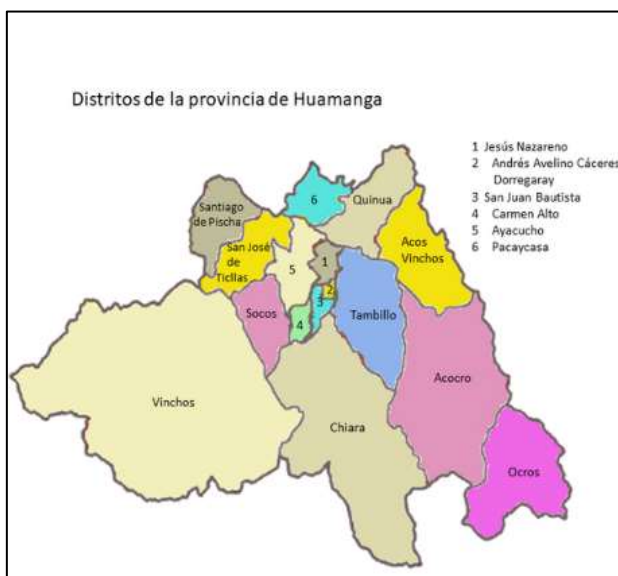 Distritos de la provincia de Huamanga
1 Jesús Nazareno
2 Andrés Avelino Cáceres
Dorregaray
3 San Juan Bautista
4 Carmen Alto
5 Ayacucho
6 Pacaycasa
6
Quinua
Santiago
de Pischa
San José
de
Ticllas
Acos
Vinchos
5
1
2
3
4
Socos
Tambillo
Vinchos
Acocro
Chiara
Ocros